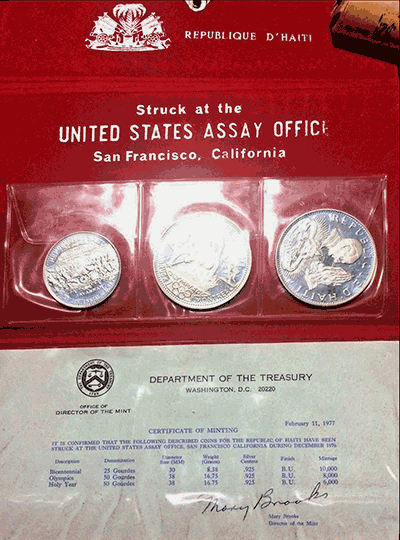 REPUBLIQUE D'HAITI
Struck at the
UNITED STATES ASSAY OFFICE
San Francisco, California
REPUBLIQUE D'HAITI
DEPARTMENT OF THE TREASURY
WASHINGTON, D.C. 20220
OFFICE OF
DIRECTOR OF THE MINT
February 11, 1977
CERTIFICATE OF MINTING
IT IS CONFIRMED THAT THE FOLLOWING DESCRIBED COINS FOR THE REPUBLIC OF HAITI HAVE BEEN
STRUCK AT THE UNITED STATES ASSAY OFFICE, SAN FRANCISCO, CALIFORNIA DURING DECEMBER 1976
Description Denomination Diameter Size (MM) Weight (Grams) Silver Content Finish Mintage
Bicentennial 25 Gourdes 30 8.38 .925 B.U. 10,000
Olympics 50 Gourdes 38 16.75 .925 B.U. 8,000
Holy Year 50 Gourdes 38 16.75 .925 B.U. 6,000
Mary Brooks
Mary Brooks
Director of the Mint